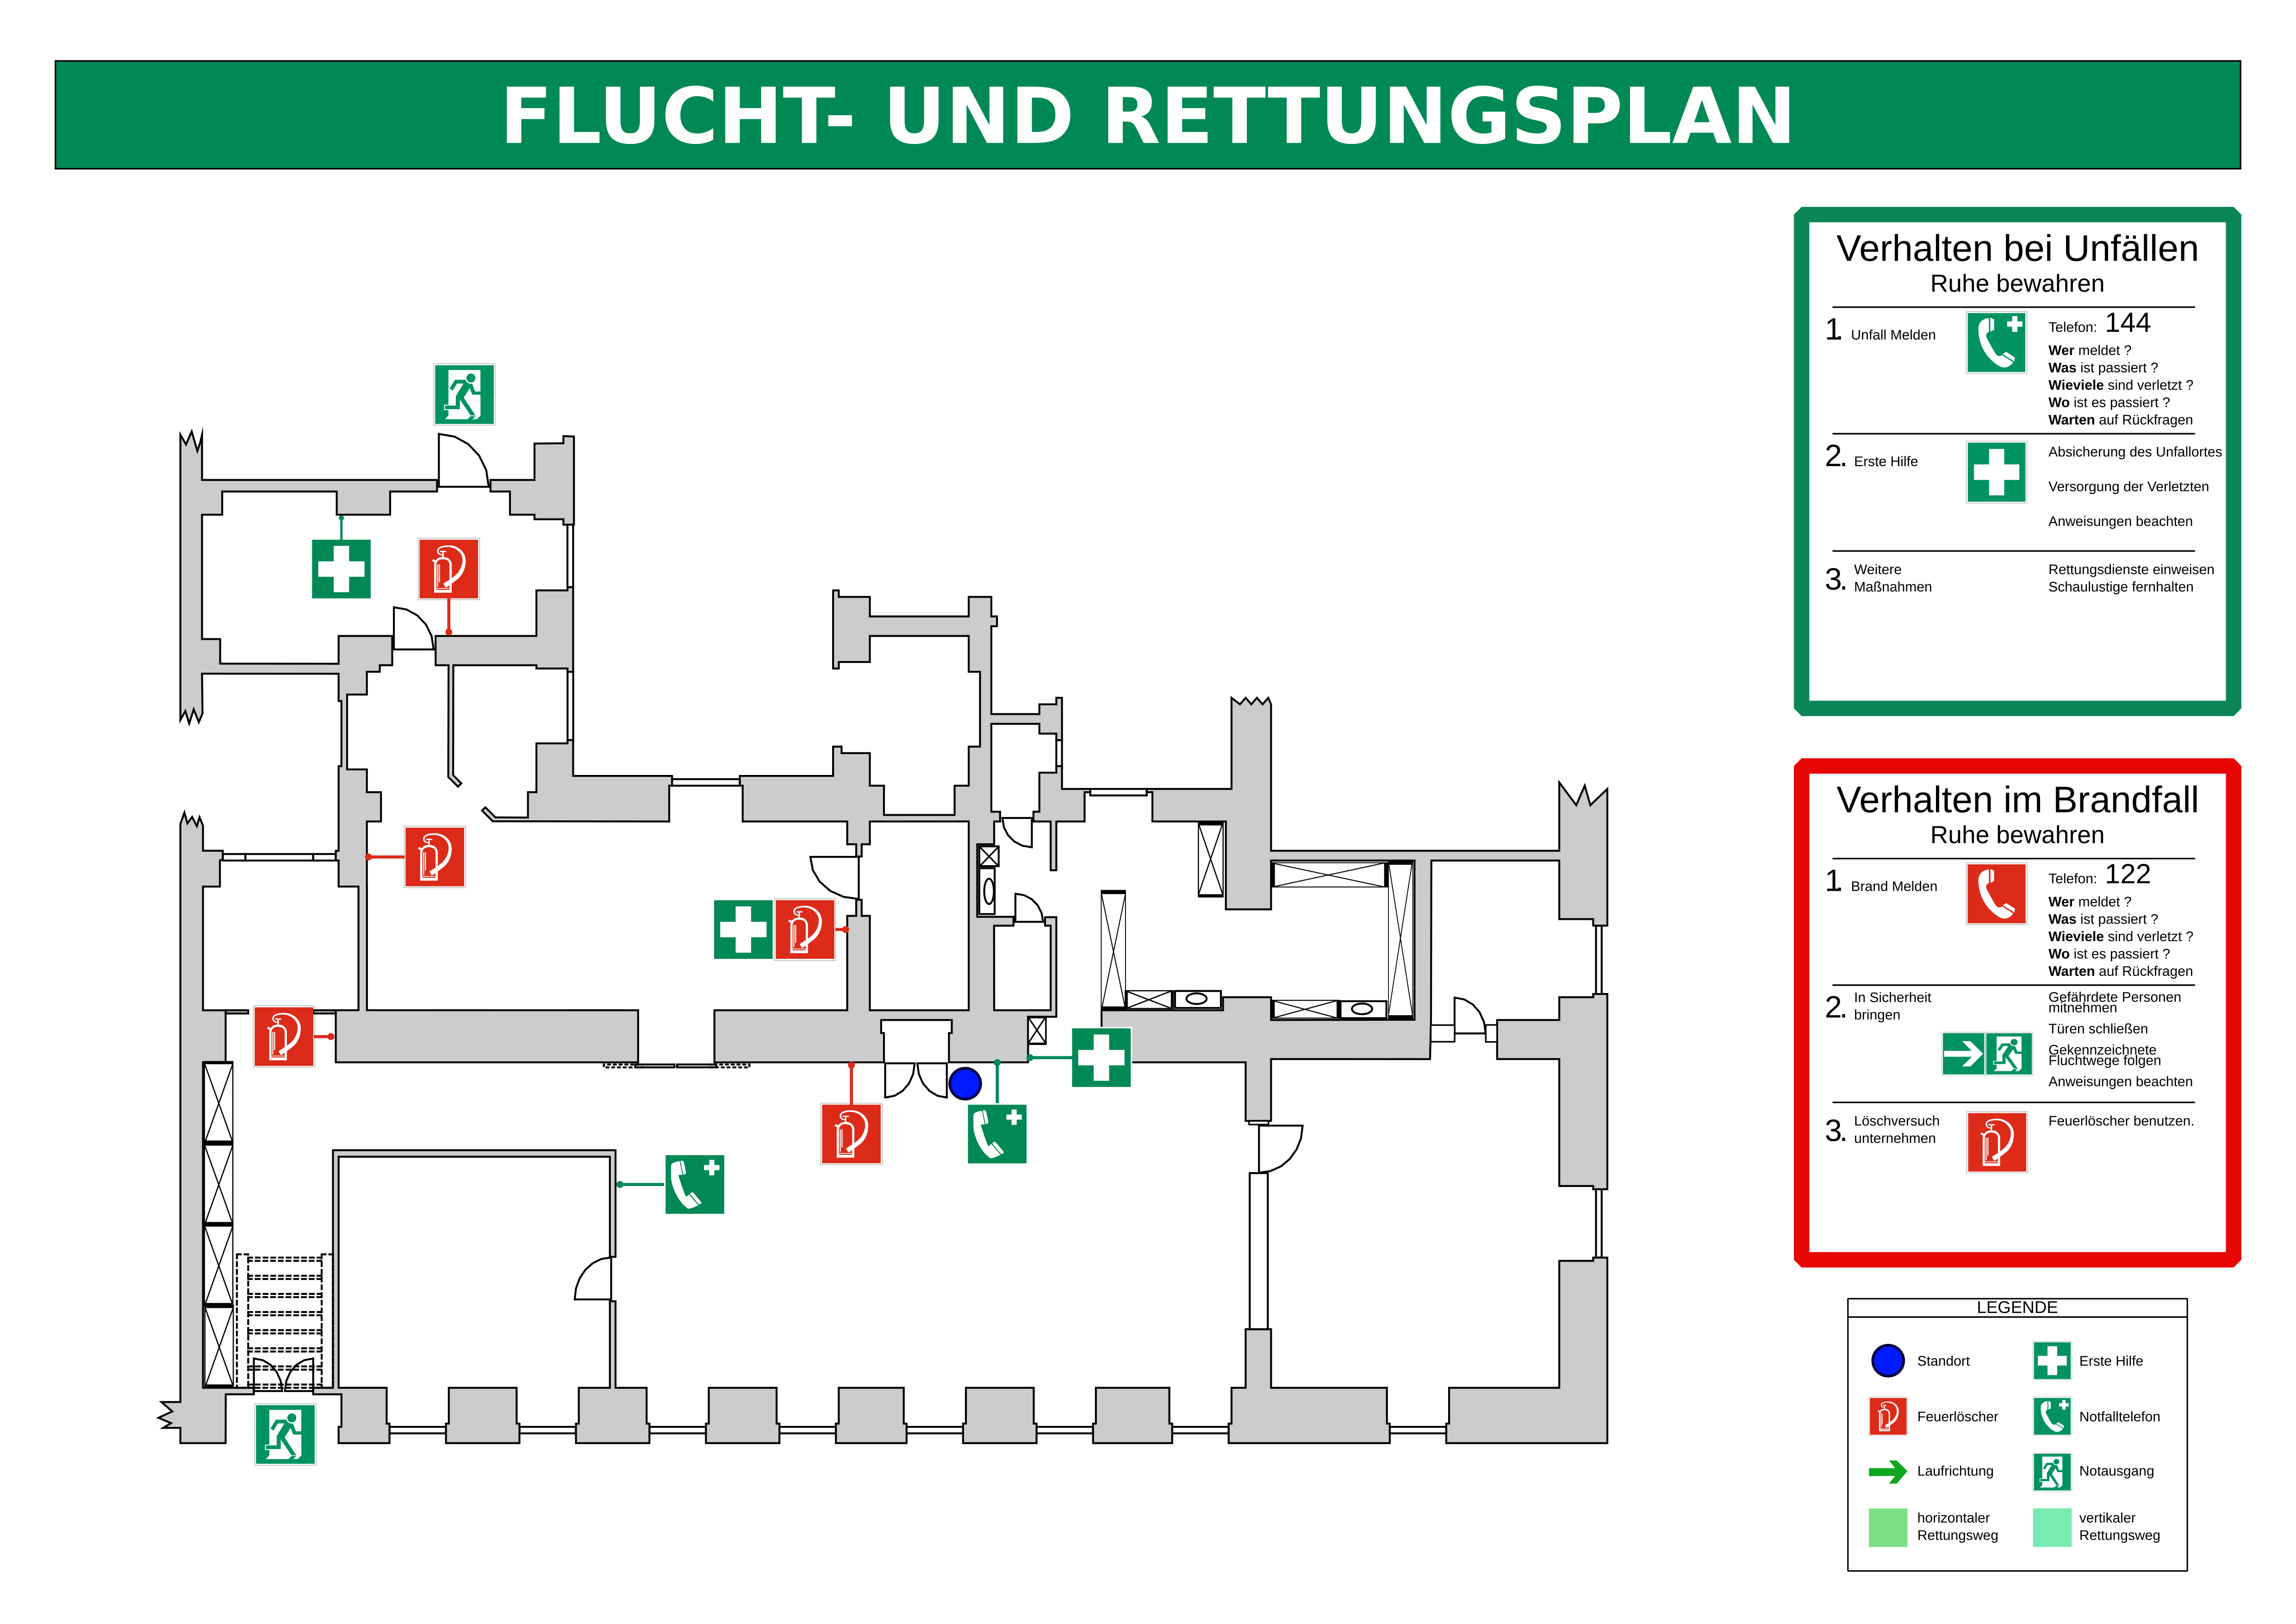 FLUCHT- UND RETTUNGSPLAN
Verhalten bei Unfällen
Ruhe bewahren
1. Unfall Melden
Telefon: 144
Wer meldet ?
Was ist passiert ?
Wieviele sind verletzt ?
Wo ist es passiert ?
Warten auf Rückfragen
2. Erste Hilfe
Absicherung des Unfallortes
Versorgung der Verletzten
Anweisungen beachten
3. Weitere
Maßnahmen
Rettungsdienste einweisen
Schaulustige fernhalten
Verhalten im Brandfall
Ruhe bewahren
1. Brand Melden
Telefon: 122
Wer meldet ?
Was ist passiert ?
Wieviele sind verletzt ?
Wo ist es passiert ?
Warten auf Rückfragen
2. In Sicherheit
bringen
Gefährdete Personen
mitnehmen
Türen schließen
Gekennzeichnete
Fluchtwege folgen
Anweisungen beachten
3. Löschversuch
unternehmen
Feuerlöscher benutzen.
LEGENDE
Standort
Erste Hilfe
Feuerlöscher
Notfalltelefon
Laufrichtung
Notausgang
horizontaler
Rettungsweg
vertikaler
Rettungsweg